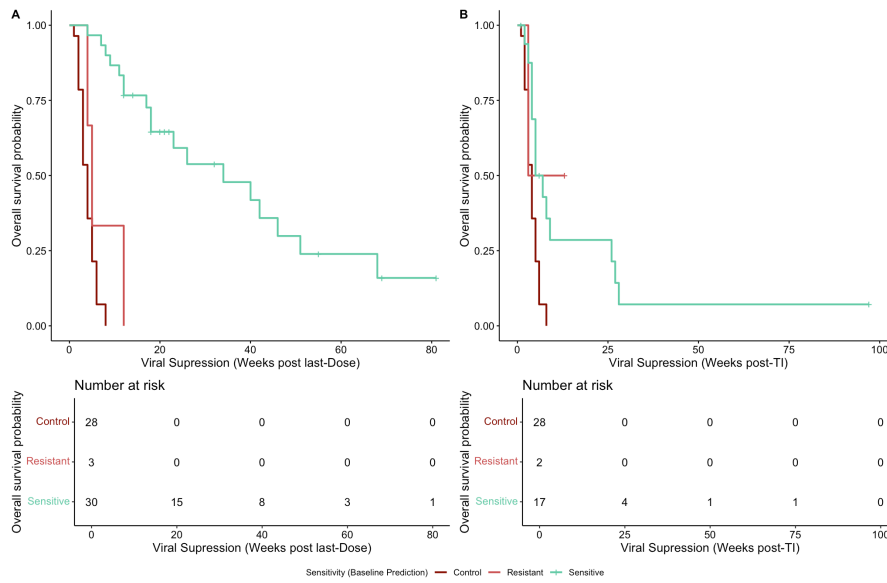 A
Overall survival probability
1.00
0.75
0.50
0.25
0.00
0 20 40 60 80
Viral Supression (Weeks post last-Dose)
B
Overall survival probability
1.00
0.75
0.50
0.25
0.00
0 25 50 75 100
Viral Supression (Weeks post-TI)
Number at risk
Overall survival probability
Control 28 0 0 0 0
Resistant 3 0 0 0 0
Sensitive 30 15 8 3 1
0 20 40 60 80
Viral Supression (Weeks post last-Dose)
Number at risk
Overall survival probability
Control 28 0 0 0 0
Resistant 2 0 0 0 0
Sensitive 17 4 1 1 0
0 25 50 75 100
Viral Supression (Weeks post-TI)
Sensitivity (Baseline Prediction) Control Resistant Sensitive